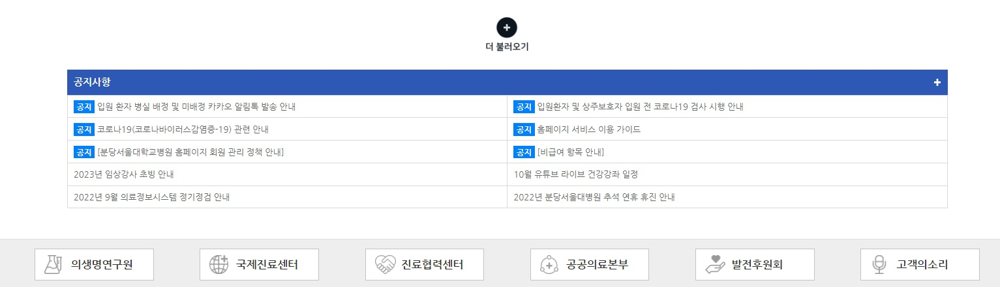 더 불러오기
공지사항
공지 입원 환자 병실 배정 및 미배정 카카오 알림톡 발송 안내
공지 입원환자 및 상주보호자 입원 전 코로나19 검사 시행 안내
공지 코로나19(코로나바이러스감염증-19) 관련 안내
공지 홈페이지 서비스 이용 가이드
공지 [분당서울대학교병원 홈페이지 회원 관리 정책 안내]
공지 [비급여 항목 안내]
2023년 임상강사 초빙 안내
10월 유튜브 라이브 건강강좌 일정
2022년 9월 의료정보시스템 정기점검 안내
2022년 분당서울대병원 추석 연휴 휴진 안내
의생명연구원
국제진료센터
진료협력센터
공공의료본부
발전후원회
고객의소리